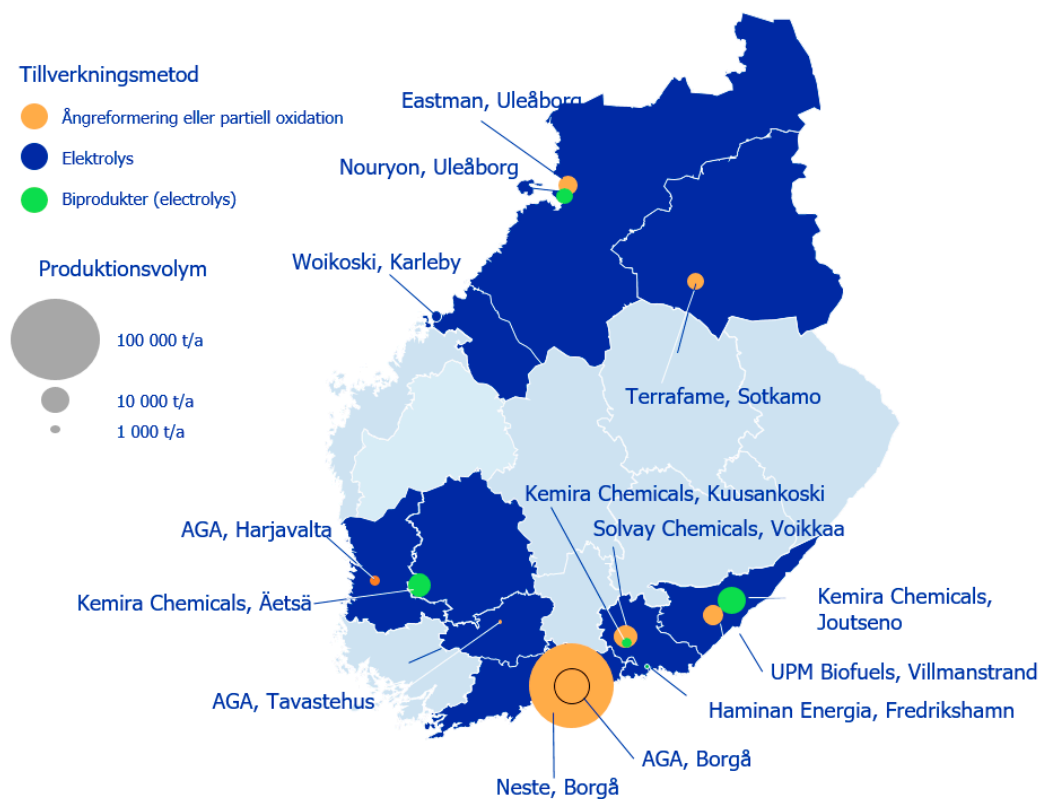 Tillverkningsmetod
Ångreformering eller partiell oxidation
Elektrolys
Biprodukter (electrolys)
Produktionsvolym
100 000 t/a
10 000 t/a
1 000 t/a
Eastman, Uleåborg
Nouryon, Uleåborg
Woikoski, Karleby
Terrafame, Sotkamo
Kemira Chemicals, Kuusankoski
Solvay Chemicals, Voikkaa
AGA, Harjavalta
Kemira Chemicals, Äetsä
Kemira Chemicals,
Joutseno
UPM Biofuels, Villmanstrand
AGA, Tavastehus
Haminan Energia, Fredrikshamn
AGA, Borgå
Neste, Borgå